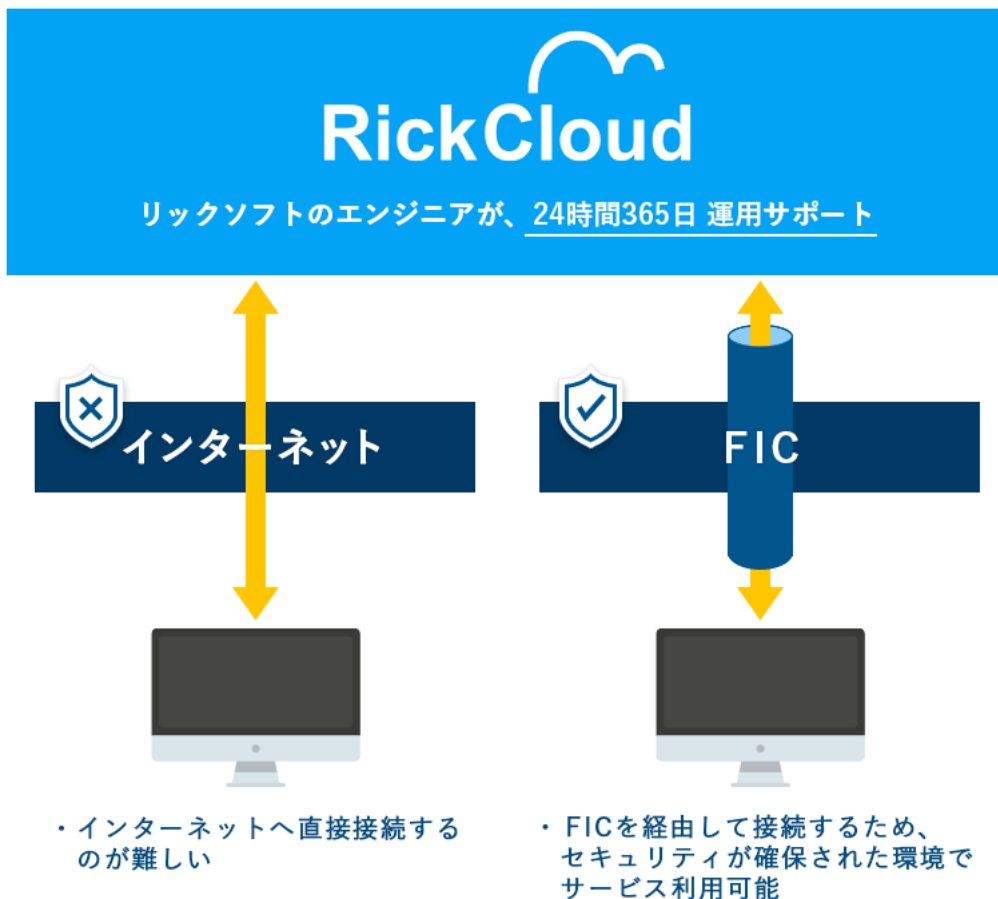 RickCloud
リックソフトのエンジニアが、24時間365日 運用サポート
インターネット
・インターネットへ直接接続する
のが難しい
FIC
・FICを経由して接続するため、
セキュリティが確保された環境で
サービス利用可能